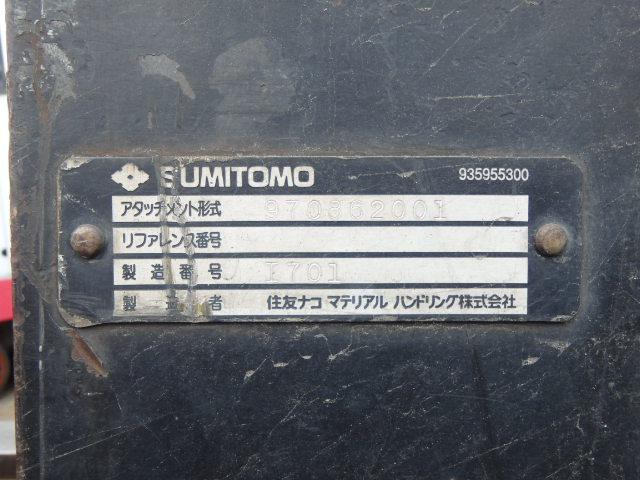 SUMITOMO 935955300
アタッチメント形式 970862001
リファレンス番号
製造番号 I701
製造者 住友ナコ マテリアル ハンドリング株式会社